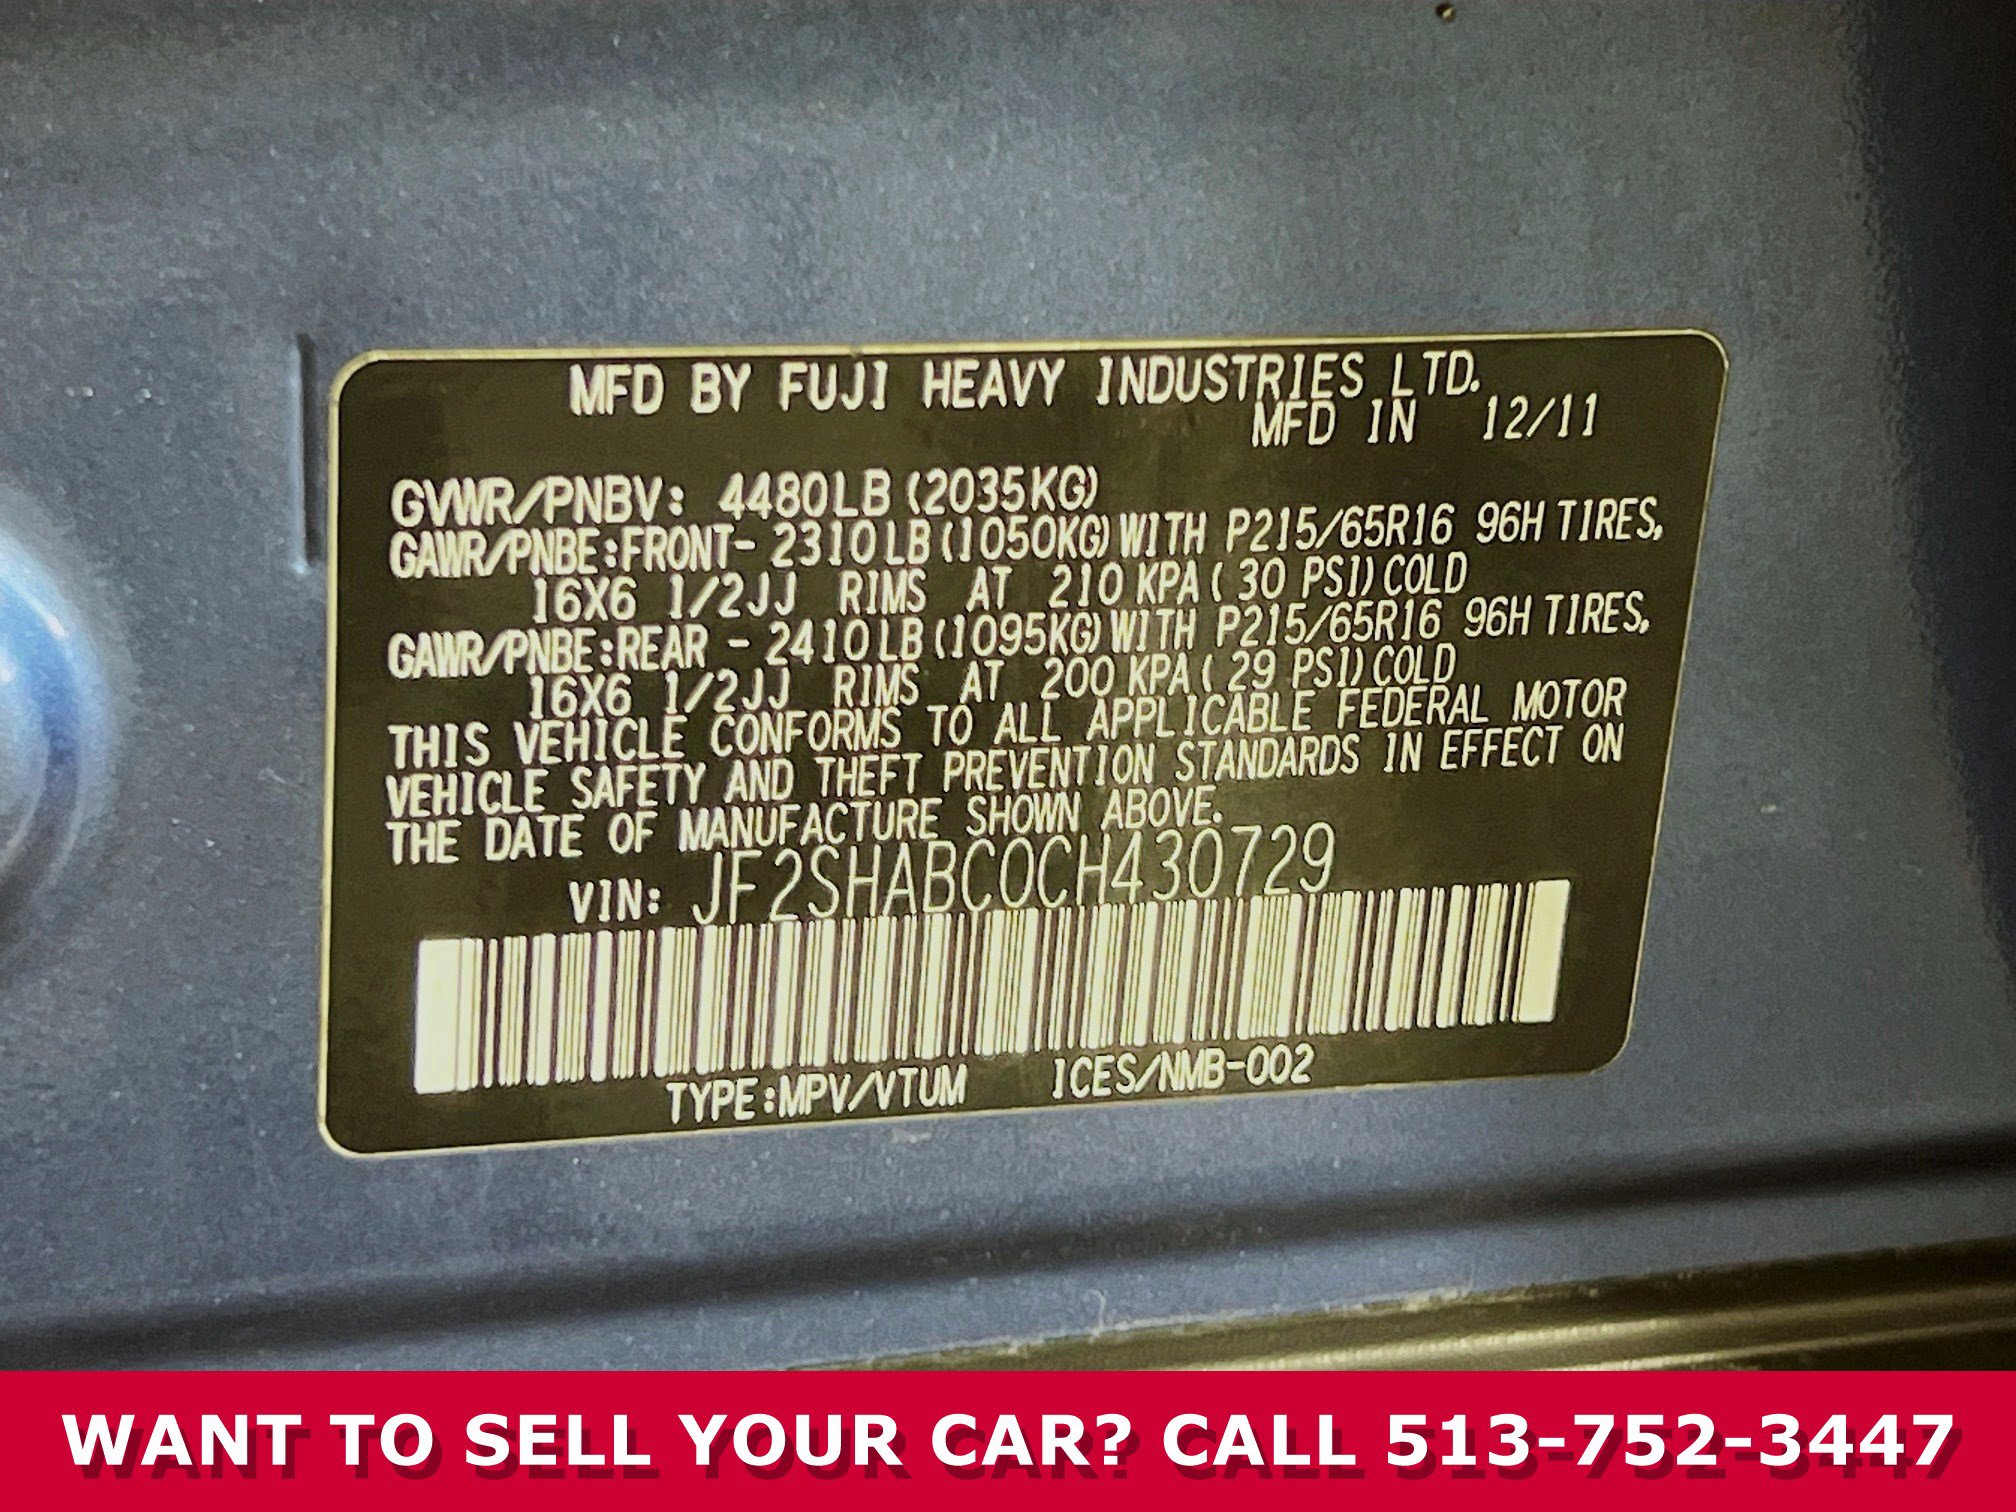 MFD BY FUJI HEAVY INDUSTRIES LTD.
MFD IN 12/11
GVWR/PNBV: 4480LB (2035KG)
GAWR/PNBE:FRONT- 2310LB (1050KG) WITH P215/65R16 96H TIRES,
16X6 1/2JJ RIMS AT 210 KPA ( 30 PSI) COLD
GAWR/PNBE:REAR - 2410LB (1095KG) WITH P215/65R16 96H TIRES,
16X6 1/2JJ RIMS AT 200 KPA ( 29 PSI) COLD
THIS VEHICLE CONFORMS TO ALL APPLICABLE FEDERAL MOTOR
VEHICLE SAFETY AND THEFT PREVENTION STANDARDS IN EFFECT ON
THE DATE OF MANUFACTURE SHOWN ABOVE.
VIN: JF2SHABC0CH430729
TYPE:MPV/VTUM ICES/NMB-002
WANT TO SELL YOUR CAR? CALL 513-752-3447